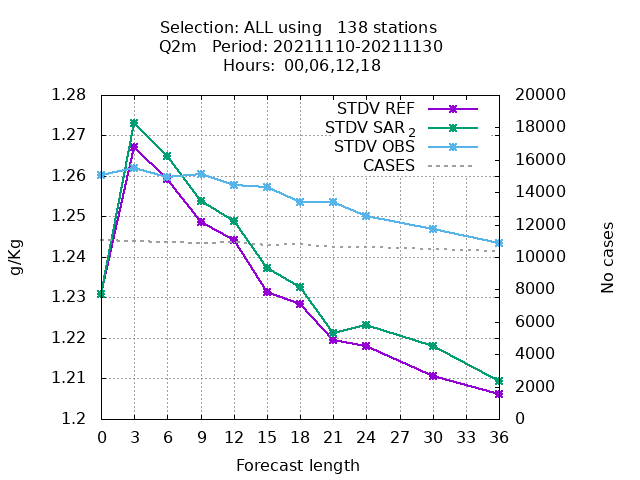 Selection: ALL using 138 stations
Q2m Period: 20211110-20211130
Hours: 00,06,12,18
STDV REF
STDV SAR2
STDV OBS
CASES
1.28
1.27
1.26
1.25
1.24
1.23
1.22
1.21
1.2
g/Kg
20000
18000
16000
14000
12000
10000
8000
6000
4000
2000
0
No cases
0 3 6 9 12 15 18 21 24 27 30 33 36
Forecast length